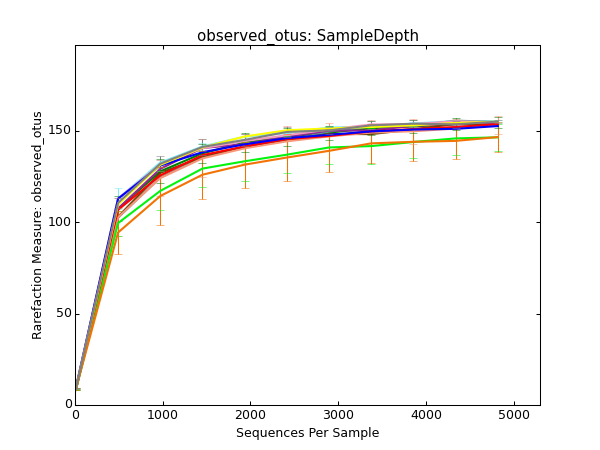 observed_otus: SampleDepth
Rarefaction Measure: observed_otus
150
100
50
0
0 1000 2000 3000 4000 5000
Sequences Per Sample